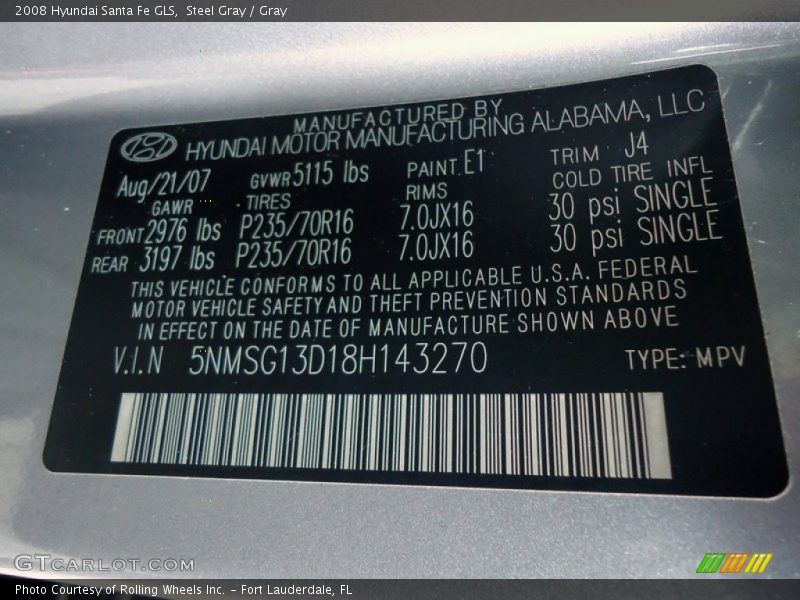 2008 Hyundai Santa Fe GLS, Steel Gray / Gray
MANUFACTURED BY
HYUNDAI MOTOR MANUFACTURING ALABAMA, LLC
Aug/21/07 GVWR 5115 lbs PAINT E1 TRIM J4
GAWR TIRES RIMS COLD TIRE INFL
FRONT 2976 lbs P235/70R16 7.0JX16 30 psi SINGLE
REAR 3197 lbs P235/70R16 7.0JX16 30 psi SINGLE
THIS VEHICLE CONFORMS TO ALL APPLICABLE U.S.A. FEDERAL
MOTOR VEHICLE SAFETY AND THEFT PREVENTION STANDARDS
IN EFFECT ON THE DATE OF MANUFACTURE SHOWN ABOVE
V.I.N 5NMSG13D18H143270 TYPE: MPV
GTCARLOT.COM
Photo Courtesy of Rolling Wheels Inc. – Fort Lauderdale, FL